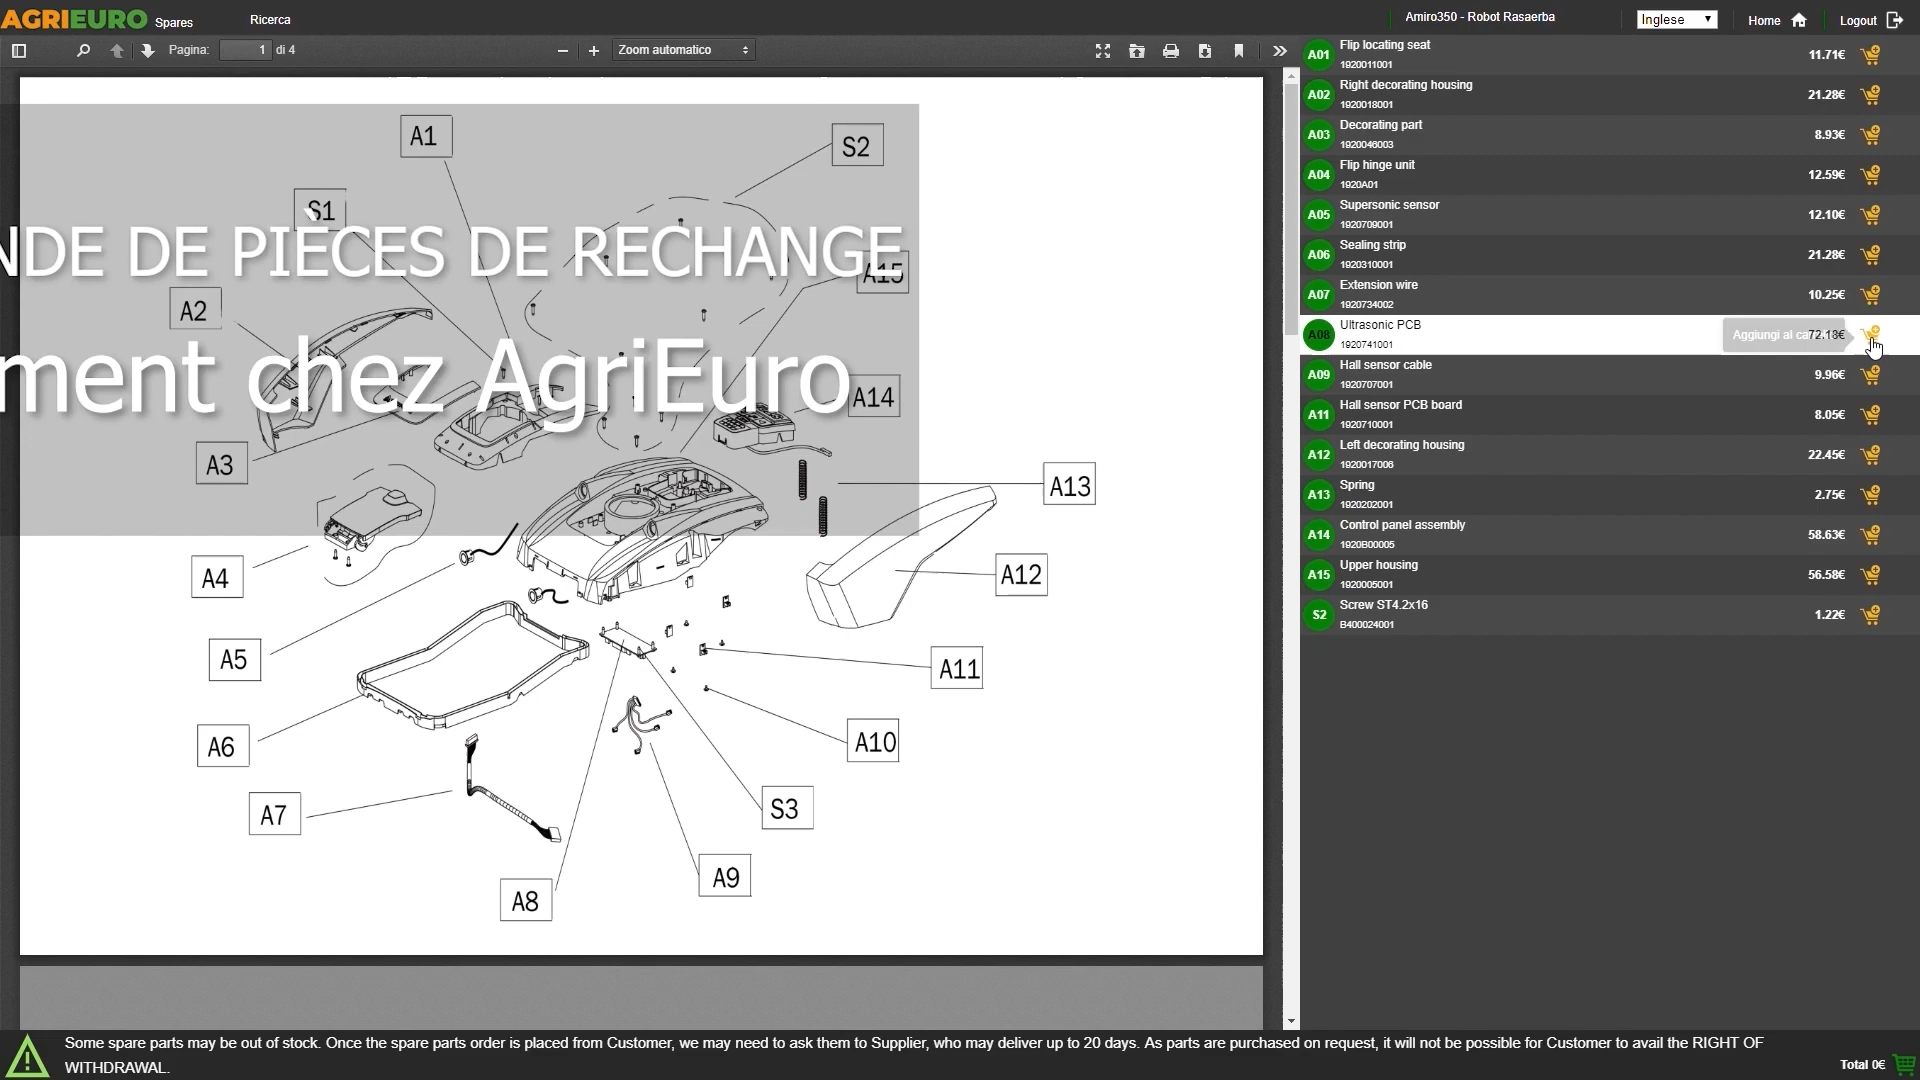 AGRIEURO Spares
Ricerca
Amiro350 - Robot Rasaerba
Inglese
Home
Logout
Pagina: 1 di 4
Zoom automatico
A1
S2
S1
NDE DE PIÈCES DE RECHANGE
A15
A2
ment chez AgriEuro
A14
A3
A13
A4
A12
A5
A11
A6
A10
A7
S3
A9
A8
A01 Flip locating seat 11.71€
1920011001
A02 Right decorating housing 21.28€
1920018001
A03 Decorating part 8.93€
1920046003
A04 Flip hinge unit 12.59€
1920A01
A05 Supersonic sensor 12.10€
1920709001
A06 Sealing strip 21.28€
1920310001
A07 Extension wire 10.25€
1920734002
A08 Ultrasonic PCB 72.18€
1920741001
Aggiungi al
A09 Hall sensor cable 9.96€
1920707001
A11 Hall sensor PCB board 8.05€
1920710001
A12 Left decorating housing 22.45€
1920017006
A13 Spring 2.75€
1920202001
A14 Control panel assembly 58.63€
1920B00005
A15 Upper housing 56.58€
1920005001
S2 Screw ST4.2x16 1.22€
B400024001
Some spare parts may be out of stock. Once the spare parts order is placed from Customer, we may need to ask them to Supplier, who may deliver up to 20 days. As parts are purchased on request, it will not be possible for Customer to avail the RIGHT OF
WITHDRAWAL.
Total 0€